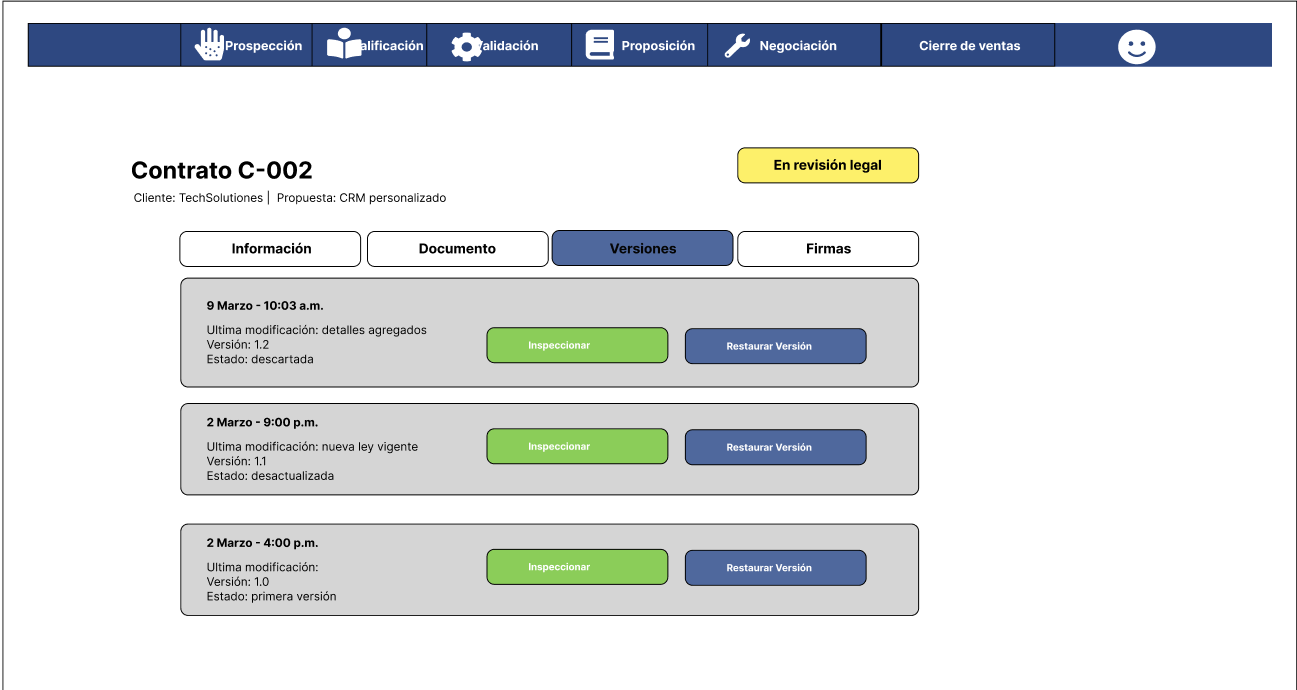 Prospección
alificación
alidación
Proposición
Negociación
Cierre de ventas
Contrato C-002
En revisión legal
Cliente: TechSolutiones | Propuesta: CRM personalizado
Información
Documento
Versiones
Firmas
9 Marzo - 10:03 a.m.
Ultima modificación: detalles agregados
Versión: 1.2
Estado: descartada
Inspeccionar
Restaurar Versión
2 Marzo - 9:00 p.m.
Ultima modificación: nueva ley vigente
Versión: 1.1
Estado: desactualizada
Inspeccionar
Restaurar Versión
2 Marzo - 4:00 p.m.
Ultima modificación:
Versión: 1.0
Estado: primera versión
Inspeccionar
Restaurar Versión